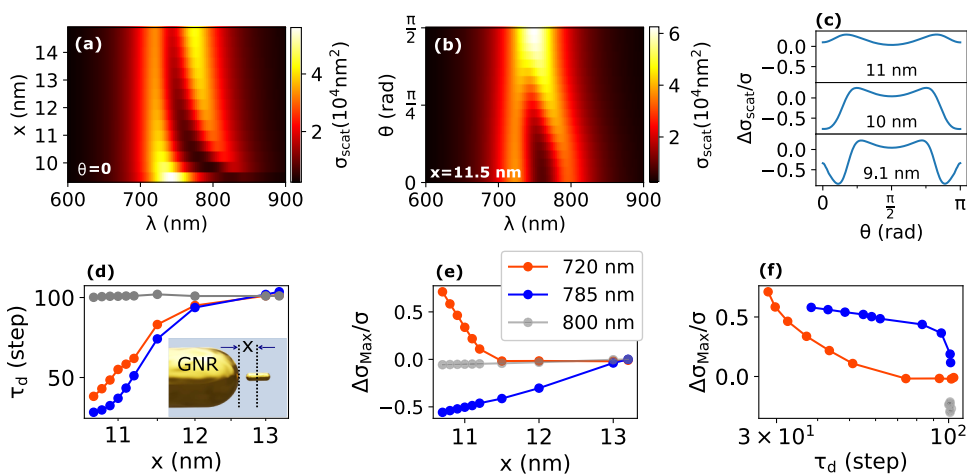 (a)
x (nm)
15
14
13
12
11
10
θ=0
600
700
800
900
λ (nm)
4
2
σscat(10⁴nm²)
(b)
θ (rad)
π/2
π/4
0
x=11.5 nm
600
700
800
900
λ (nm)
6
4
2
σscat(10⁴nm²)
(c)
Δσscat/σ
0.0
−0.5
11 nm
0.0
−0.5
10 nm
0.0
−0.5
9.1 nm
0
π/2
π
θ (rad)
(d)
τd (step)
100
50
GNR
X
11
12
13
x (nm)
(e)
720 nm
785 nm
800 nm
ΔσMax/σ
0.5
0.0
−0.5
11
12
13
x (nm)
(f)
ΔσMax/σ
0.5
0.0
3 × 10¹
10²
τd (step)